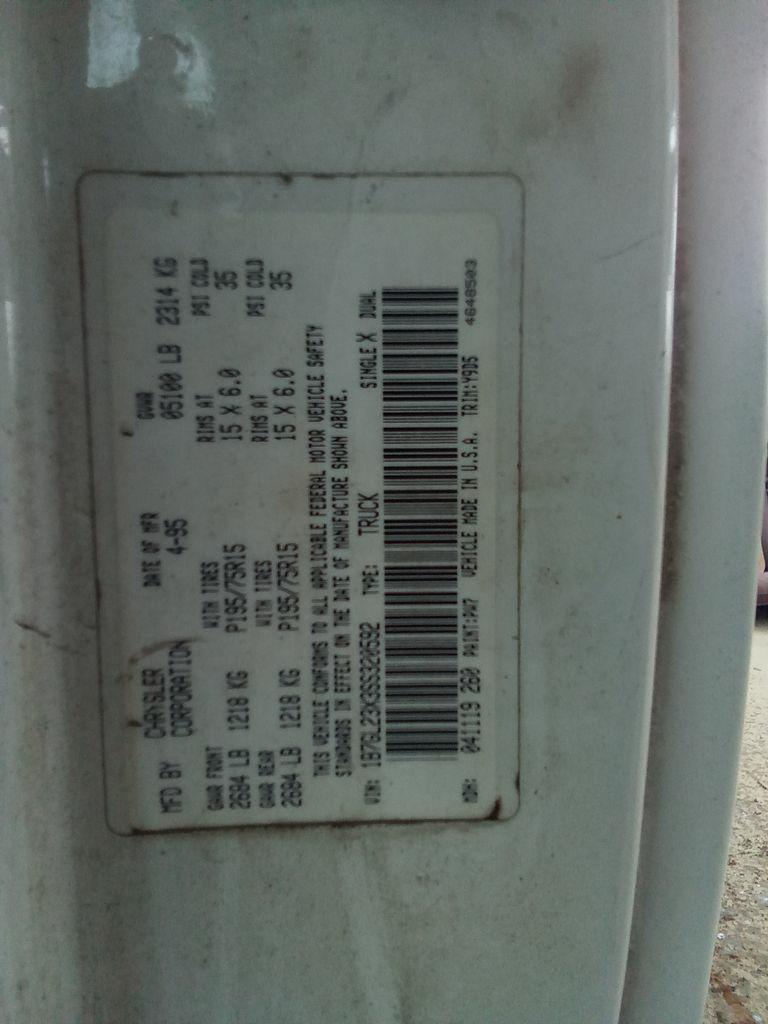 MFD BY CHRYSLER CORPORATION DATE OF MFR 4-95 GVWR 05100 LB 2314 KG
GAWR FRONT WITH TIRES RIMS AT PSI COLD
2684 LB 1218 KG P195/75R15 15 X 6.0 35
GAWR REAR WITH TIRES RIMS AT PSI COLD
2684 LB 1218 KG P195/75R15 15 X 6.0 35
THIS VEHICLE CONFORMS TO ALL APPLICABLE FEDERAL MOTOR VEHICLE SAFETY
STANDARDS IN EFFECT ON THE DATE OF MANUFACTURE SHOWN ABOVE.
VIN: 1B7GL23X3SS320592 TYPE: TRUCK SINGLE X DUAL
MDH: 041119 280 PAINT:PW7 VEHICLE MADE IN U.S.A. TRIM:Y9D5 4648503